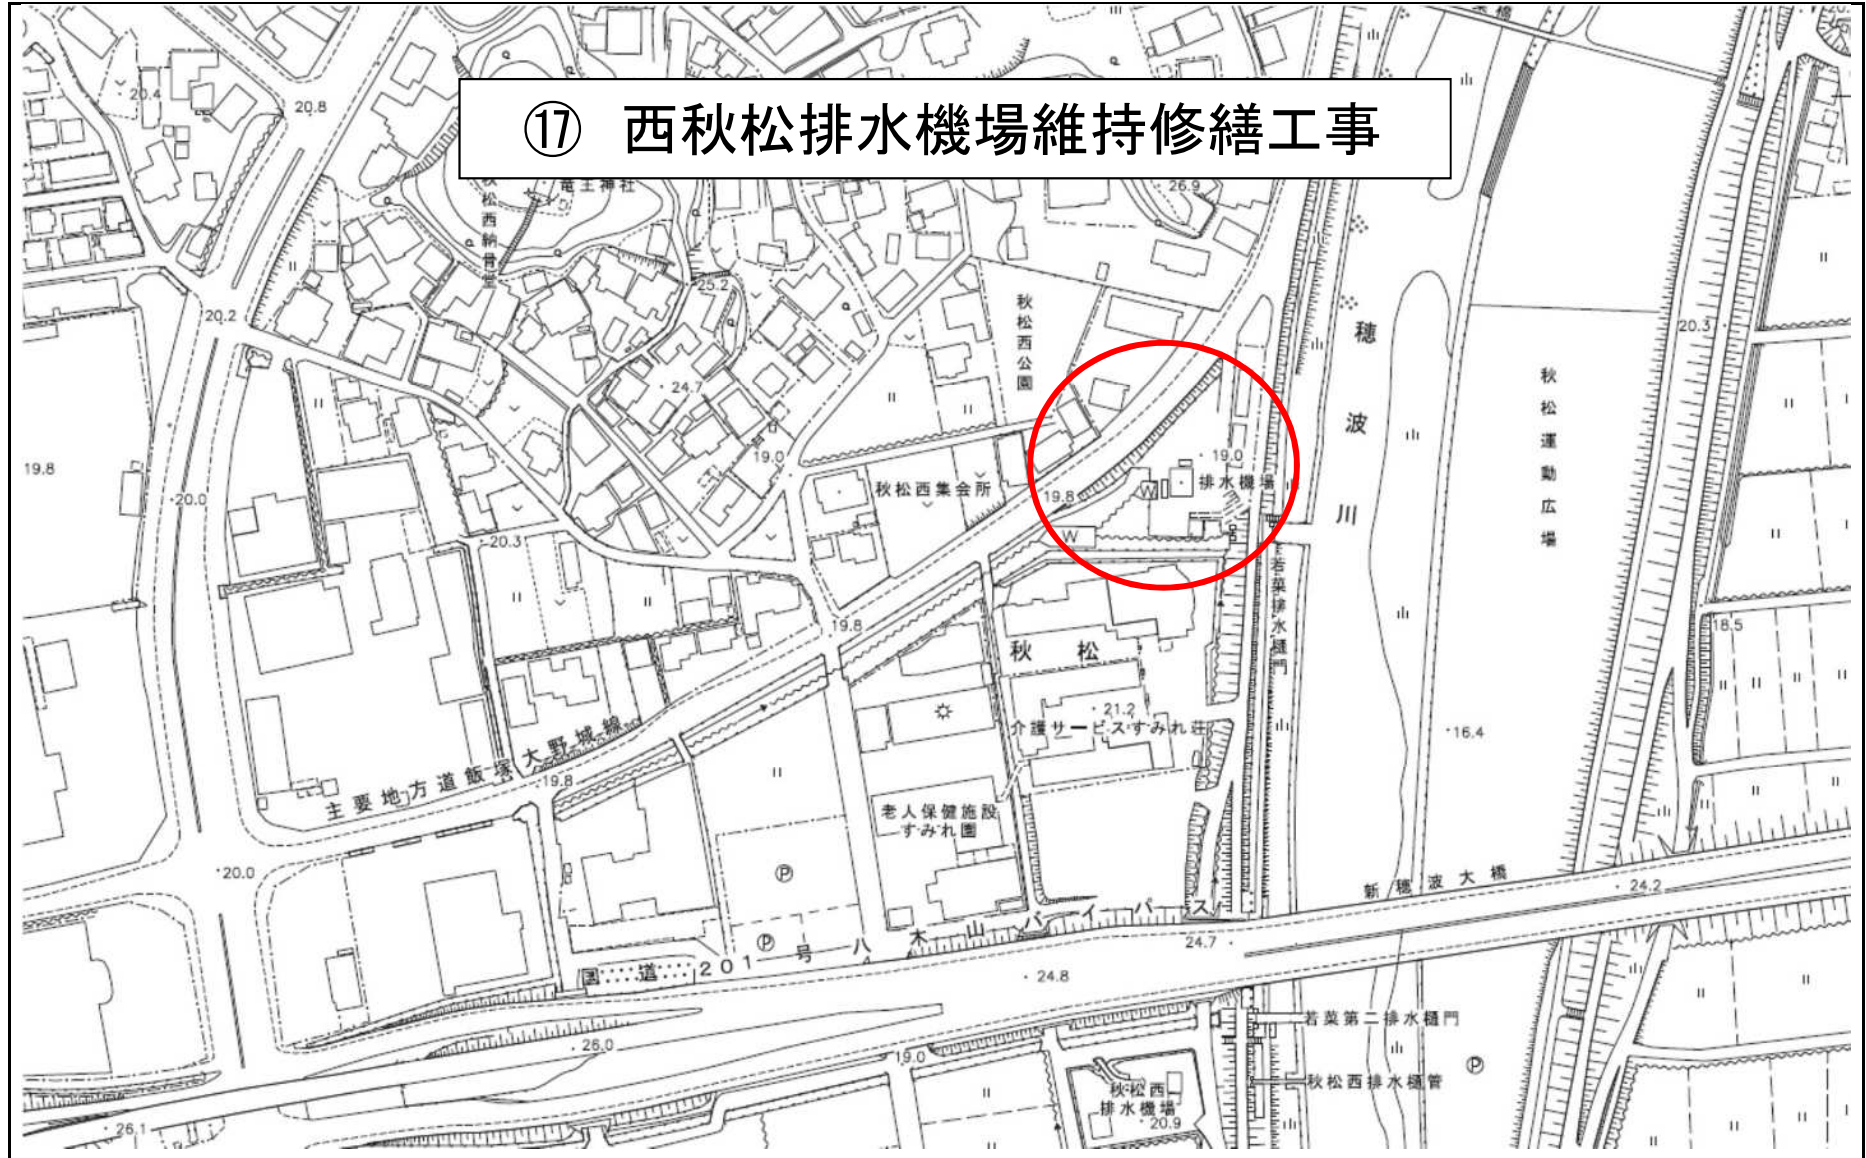 ⑰ 西秋松排水機場維持修繕工事
20.4
20.8
竜王神社
秋松西納骨堂
26.9
25.2
20.2
秋松西公園
穂波川
20.3
秋松運動広場
24.7
19.0
19.8
20.0
秋松西集会所
19.0
排水機場
19.8
W
W
20.3
若菜排水樋門
19.8
18.5
秋松
21.2
介護サービスすみれ荘
16.4
主要地方道飯塚大野城線
19.8
老人保健施設
すみれ園
20.0
P
P
新穂波大橋
24.2
国道201号八木山バイパス
24.7
24.8
若菜第二排水樋門
26.0
19.0
P
秋松西排水樋管
秋松西
排水機場
20.9
26.1